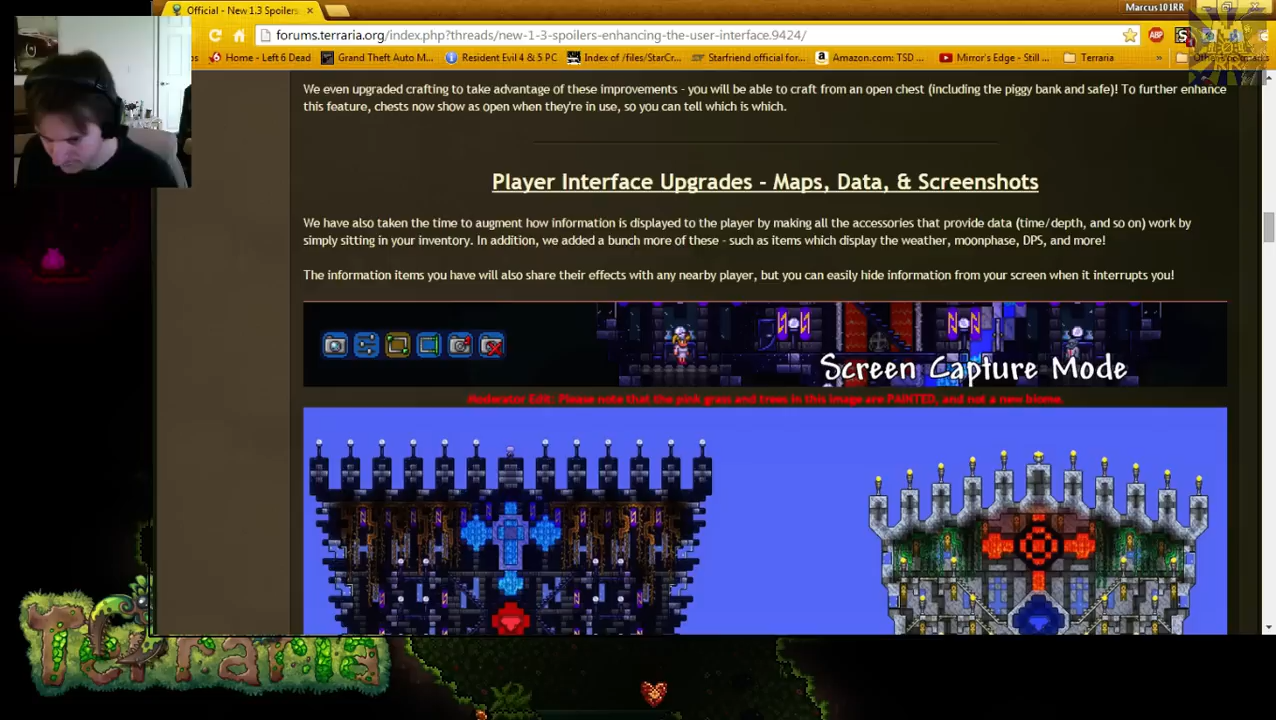 Official - New 1.3 Spoilers ×
Marcus101RR
forums.terraria.org/index.php?threads/new-1-3-spoilers-enhancing-the-user-interface.9424/
Home - Left 6 Dead
Grand Theft Auto M...
Resident Evil 4 & 5 PC
Index of /files/StarCr...
Starfriend official for...
Amazon.com: TSD ...
Mirror's Edge - Still ...
Terraria
»
We even upgraded crafting to take advantage of these improvements - you will be able to craft from an open chest (including the piggy bank and safe)! To further enhance
this feature, chests now show as open when they're in use, so you can tell which is which.
Player Interface Upgrades - Maps, Data, & Screenshots
We have also taken the time to augment how information is displayed to the player by making all the accessories that provide data (time/depth, and so on) work by
simply sitting in your inventory. In addition, we added a bunch more of these - such as items which display the weather, moonphase, DPS, and more!
The information items you have will also share their effects with any nearby player, but you can easily hide information from your screen when it interrupts you!
Screen Capture Mode
Moderator Edit: Please note that the pink grass and trees in this image are PAINTED, and not a new biome.
Terraria